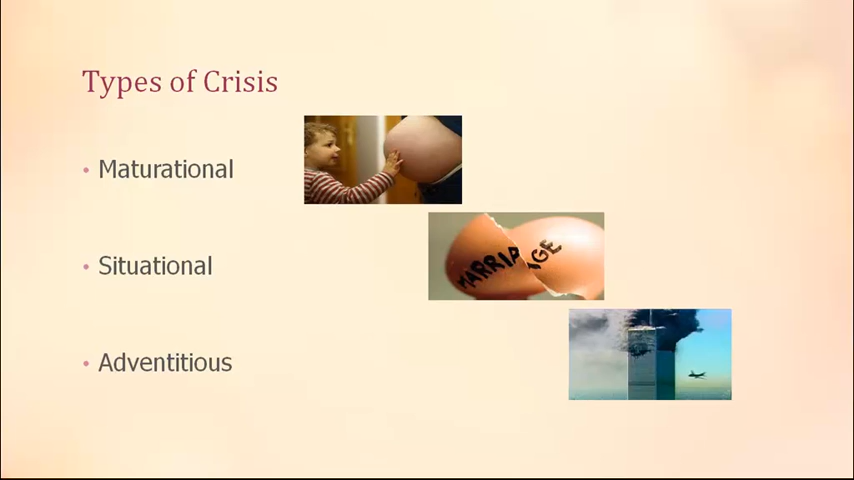 Types of Crisis
• Maturational
MARRIAGE
• Situational
• Adventitious